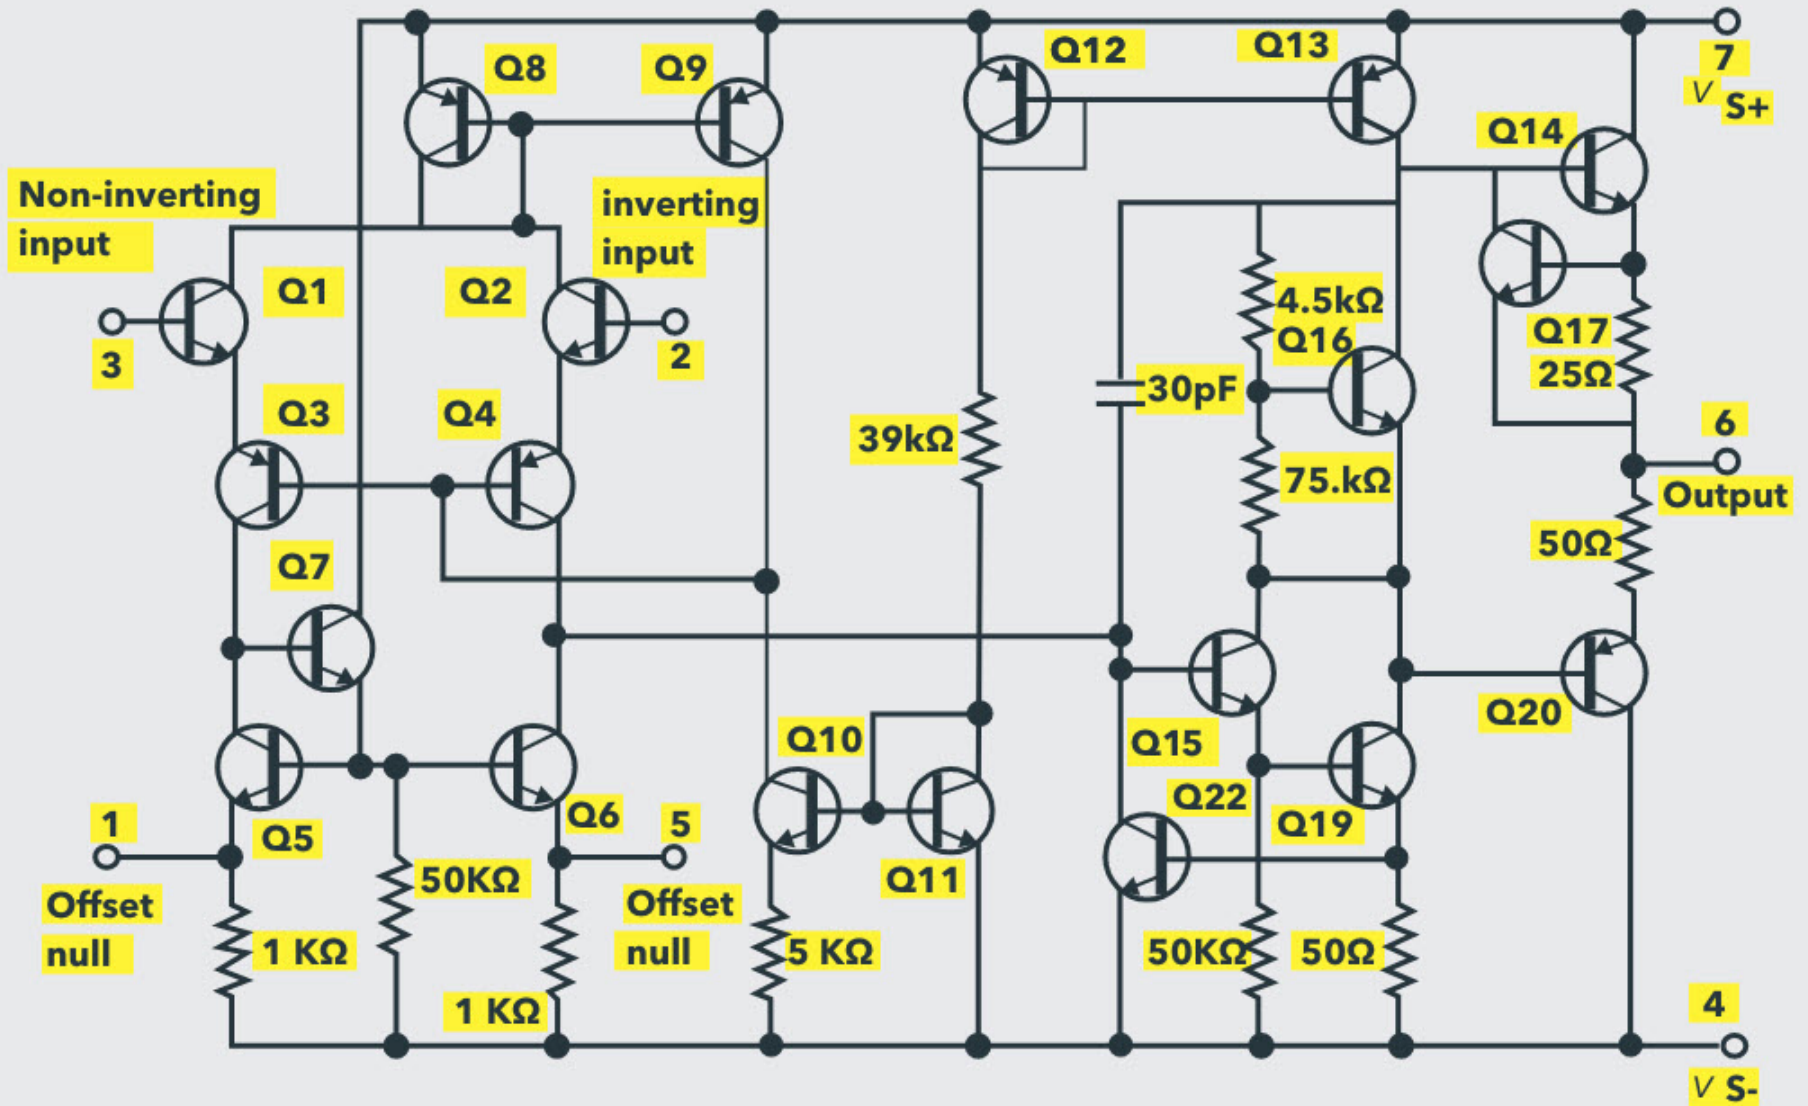 Q12
Q13
Q8
Q9
7
V S+
Q14
Non-inverting
input
inverting
input
Q1
Q2
4.5kΩ
Q16
Q17
3
2
25Ω
30pF
Q3
Q4
39kΩ
6
75.kΩ
Output
50Ω
Q7
Q20
Q10
Q15
Q22
1
Q5
Q6
5
Q19
50KΩ
Q11
Offset
null
Offset
null
1 KΩ
5 KΩ
50KΩ
50Ω
1 KΩ
4
V S-